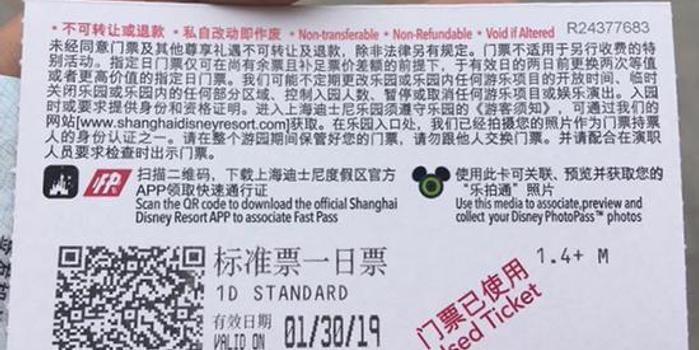 • 不可转让或退款 • 私自改动即作废 • Non-transferable • Non-Refundable • Void if Altered R24377683
未经同意门票及其他尊享礼遇不可转让及退款，除非法律另有规定。门票不适用于另行收费的特
别活动。指定日门票仅可在尚有余票且补足票价差额的前提下，于有效日的两日前更换两次等值
或者更高价值的指定日门票。我们可能不定期更改乐园或乐园内任何游乐项目的开放时间、临时
关闭乐园或乐园内的任何部分区域、控制入园人数、暂停或取消任何游乐项目或娱乐演出。入园
时或要求提供身份和资格证明。进入上海迪士尼乐园须遵守乐园的《游客须知》，可通过我们的
网站[www.shanghaidisneyresort.com]获取。在乐园入口处，我们已经拍摄您的照片作为门票持票
人的身份认证之一。请在整个游园期间保管好您的门票，请勿跟他人交换门票。并请配合在演职
人员要求检查时出示门票。
FP
扫描二维码，下载上海迪士尼度假区官方
APP领取快速通行证
Scan the QR code to download the official Shanghai
Disney Resort APP to associate Fast Pass
使用此卡可关联、预览并获取您的
“乐拍通”照片
Use this media to associate,preview and
collect your Disney PhotoPass™ photos
标准票一日票
1.4+ M
1D STANDARD
门票已使用
Used Ticket
有效日期
VALID ON
01/30/19